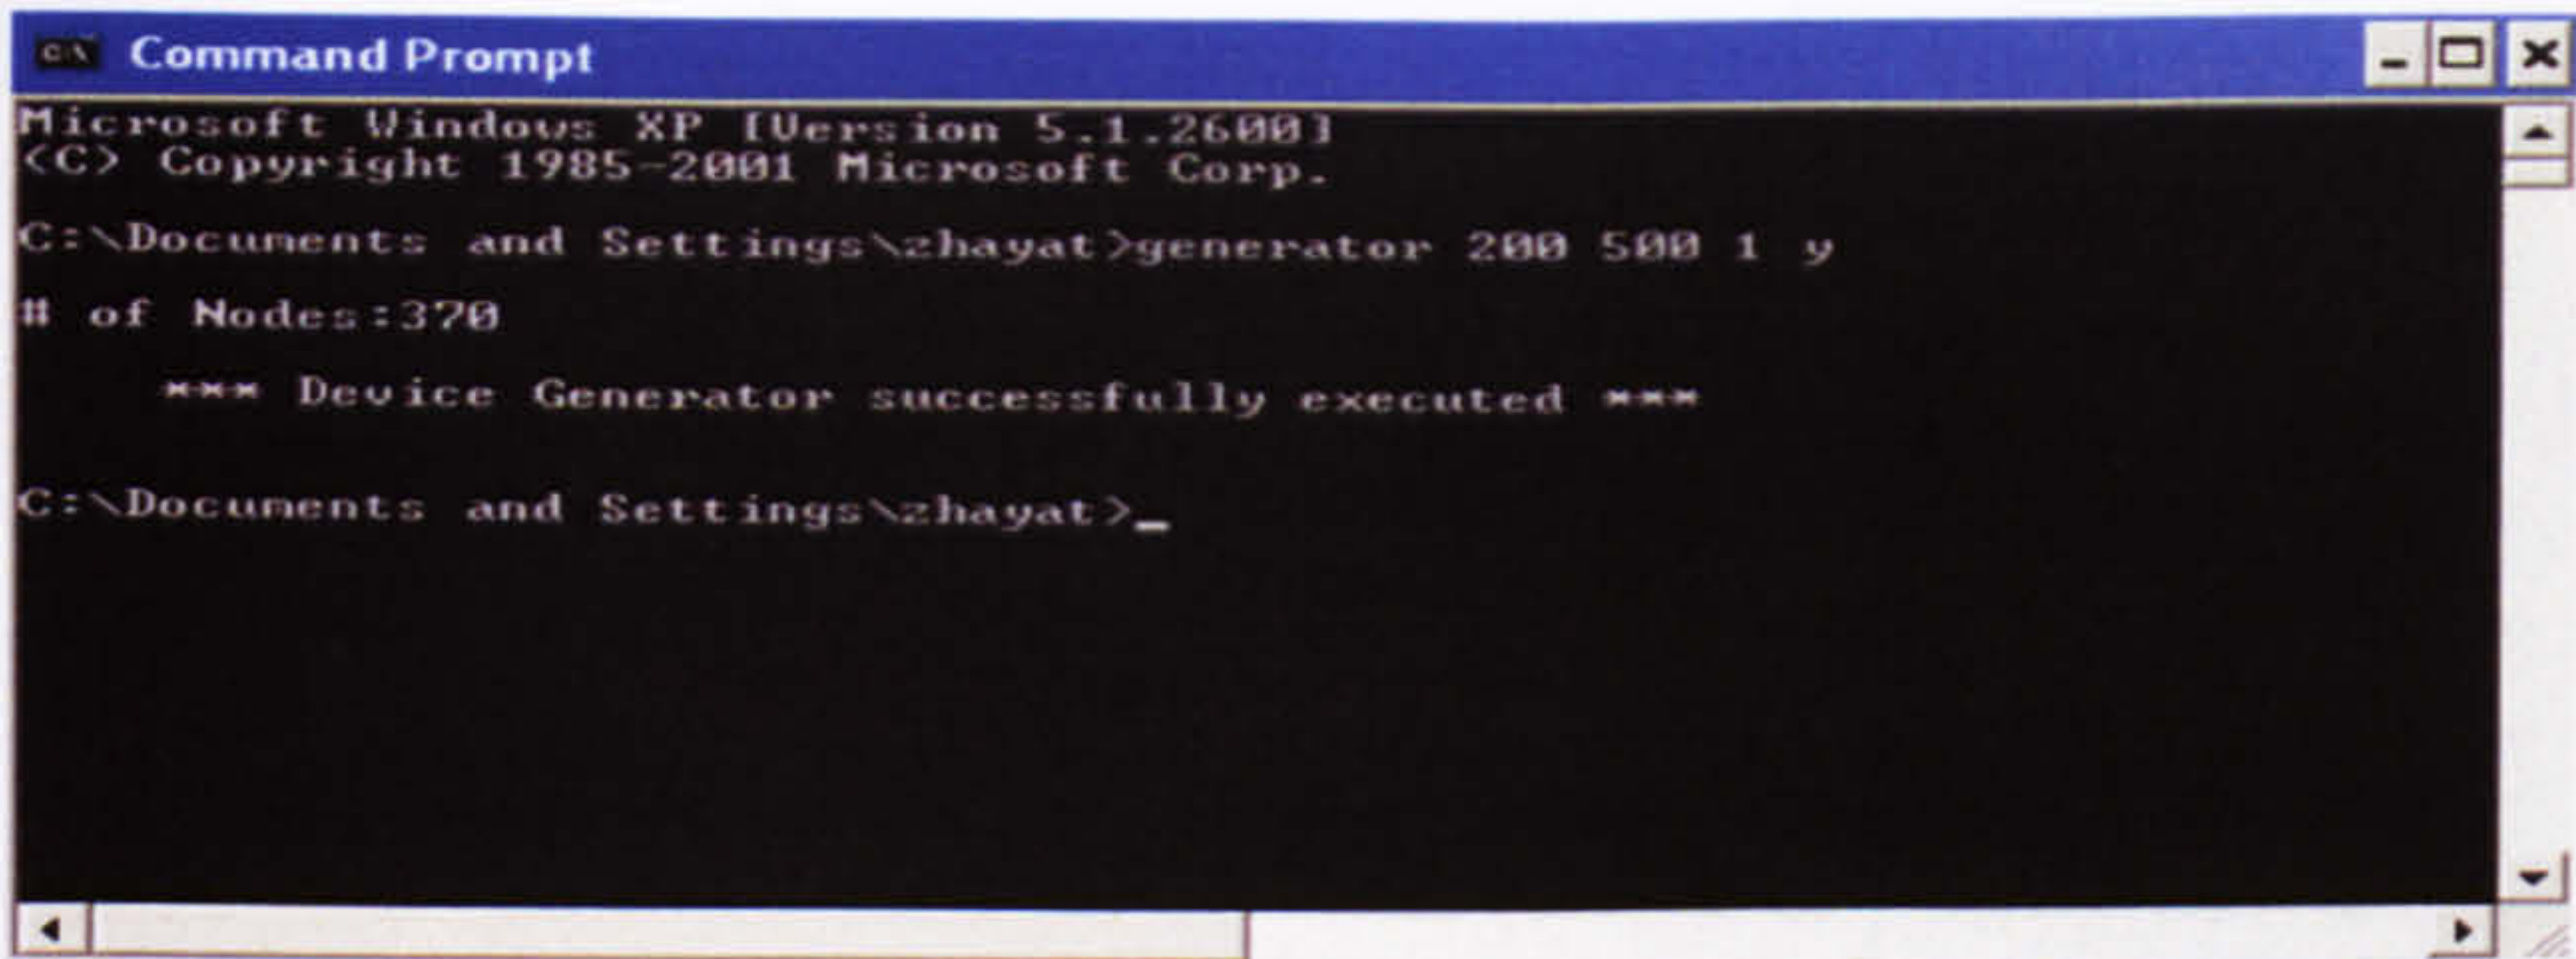 Command Prompt
Microsoft Windows XP [Version 5.1.2600]
(C) Copyright 1985-2001 Microsoft Corp.
C:\Documents and Settings\zhayat>generator 200 500 1 y
# of Nodes:370
*** Device Generator successfully executed ***
C:\Documents and Settings\zhayat>_